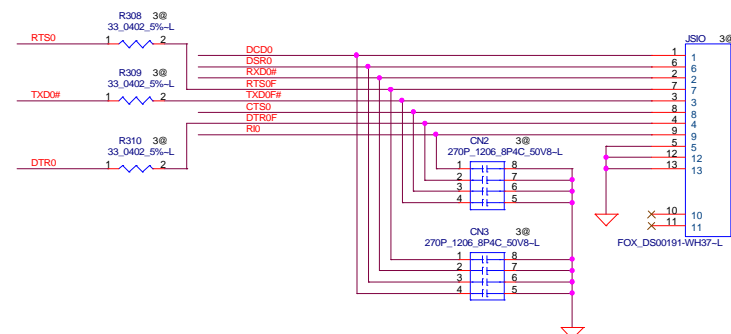 R308 3@
33_0402_5%~L
RTS0 1 2
R309 3@
33_0402_5%~L
TXD0# 1 2
R310 3@
33_0402_5%~L
DTR0 1 2
DCD0
DSR0
RXD0#
RTS0F
TXD0F#
CTS0
DTR0F
RI0
CN2 3@
270P_1206_8P4C_50V8~L
1 8
2 7
3 6
4 5
CN3 3@
270P_1206_8P4C_50V8~L
1 8
2 7
3 6
4 5
JSIO 3@
1 1
6 6
2 2
7 7
3 3
8 8
4 4
9 9
5 5
12 12
13 13
10 10
11 11
FOX_DS00191-WH37~L